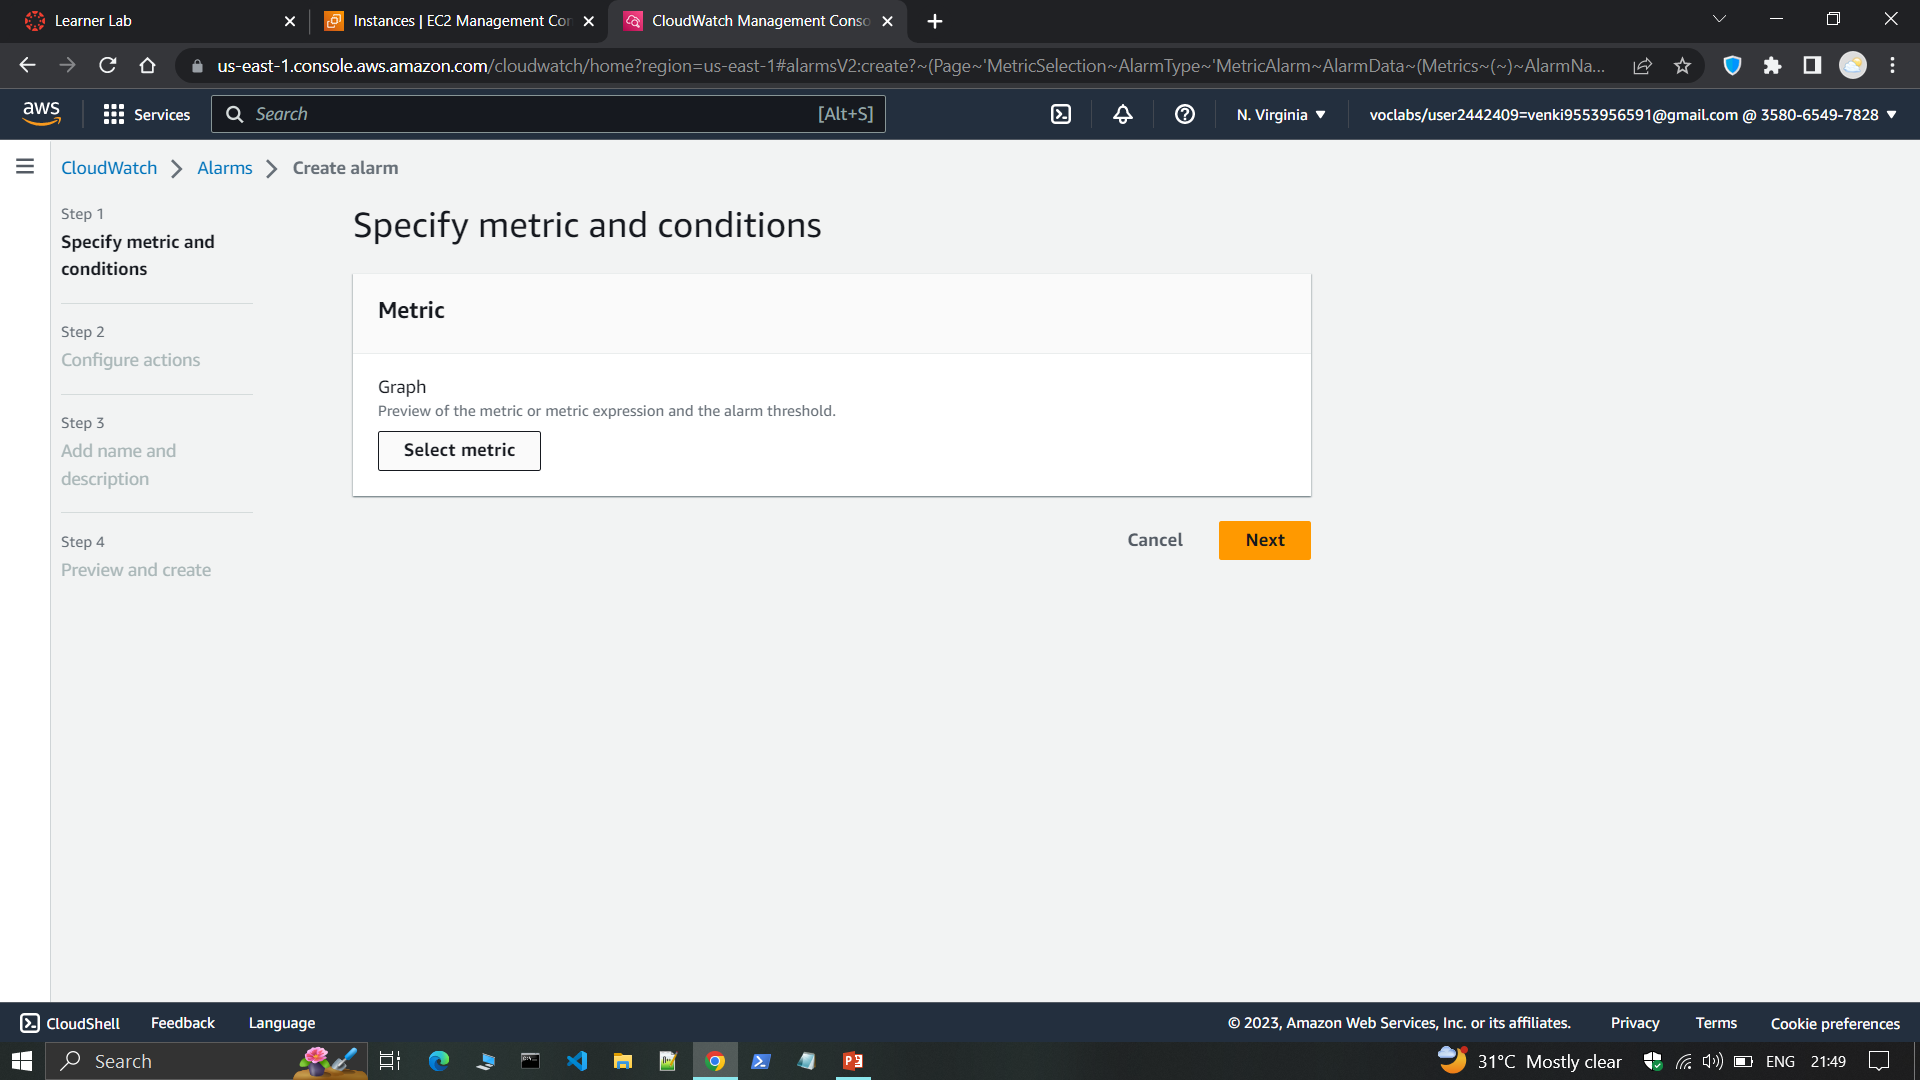 Learner Lab
Instances | EC2 Management Con
CloudWatch Management Conso
us-east-1.console.aws.amazon.com/cloudwatch/home?region=us-east-1#alarmsV2:create?~(Page~'MetricSelection~AlarmType~'MetricAlarm~AlarmData~(Metrics~(~)~AlarmNa...
aws
Services
Search
[Alt+S]
N. Virginia
voclabs/user2442409=venki9553956591@gmail.com @ 3580-6549-7828
CloudWatch
Alarms
Create alarm
Step 1
Specify metric and
conditions
Step 2
Configure actions
Step 3
Add name and
description
Step 4
Preview and create
Specify metric and conditions
Metric
Graph
Preview of the metric or metric expression and the alarm threshold.
Select metric
Cancel
Next
CloudShell
Feedback
Language
© 2023, Amazon Web Services, Inc. or its affiliates.
Privacy
Terms
Cookie preferences
Search
31°C Mostly clear
ENG
21:49